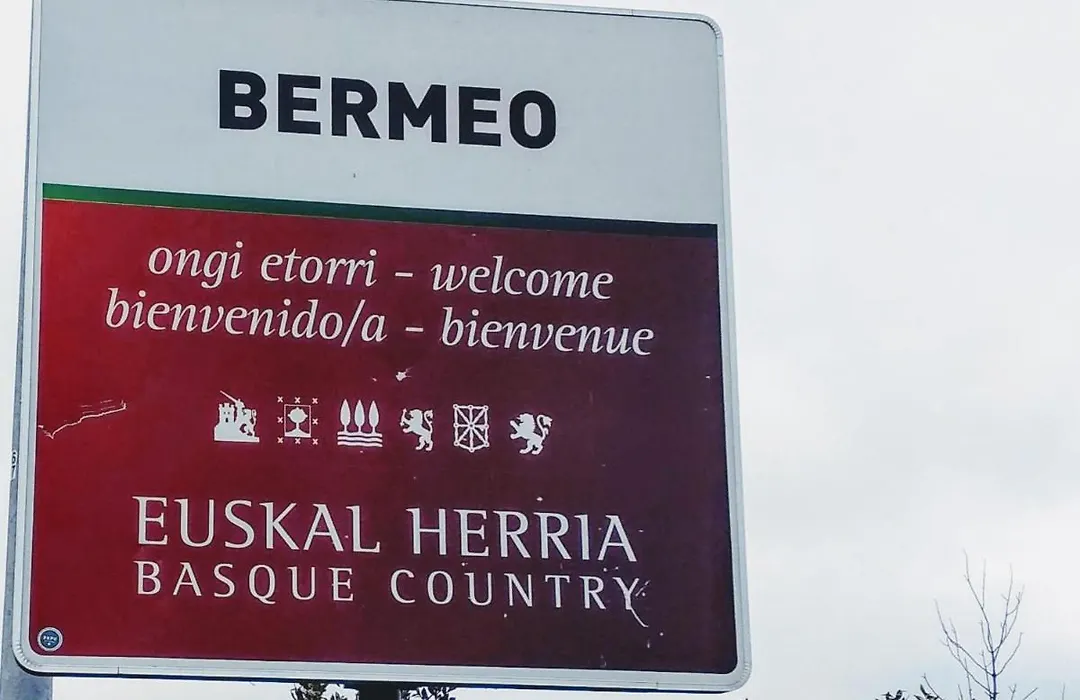 BERMEO
ongi etorri - welcome
bienvenido/a - bienvenue
EUSKAL HERRIA
BASQUE COUNTRY